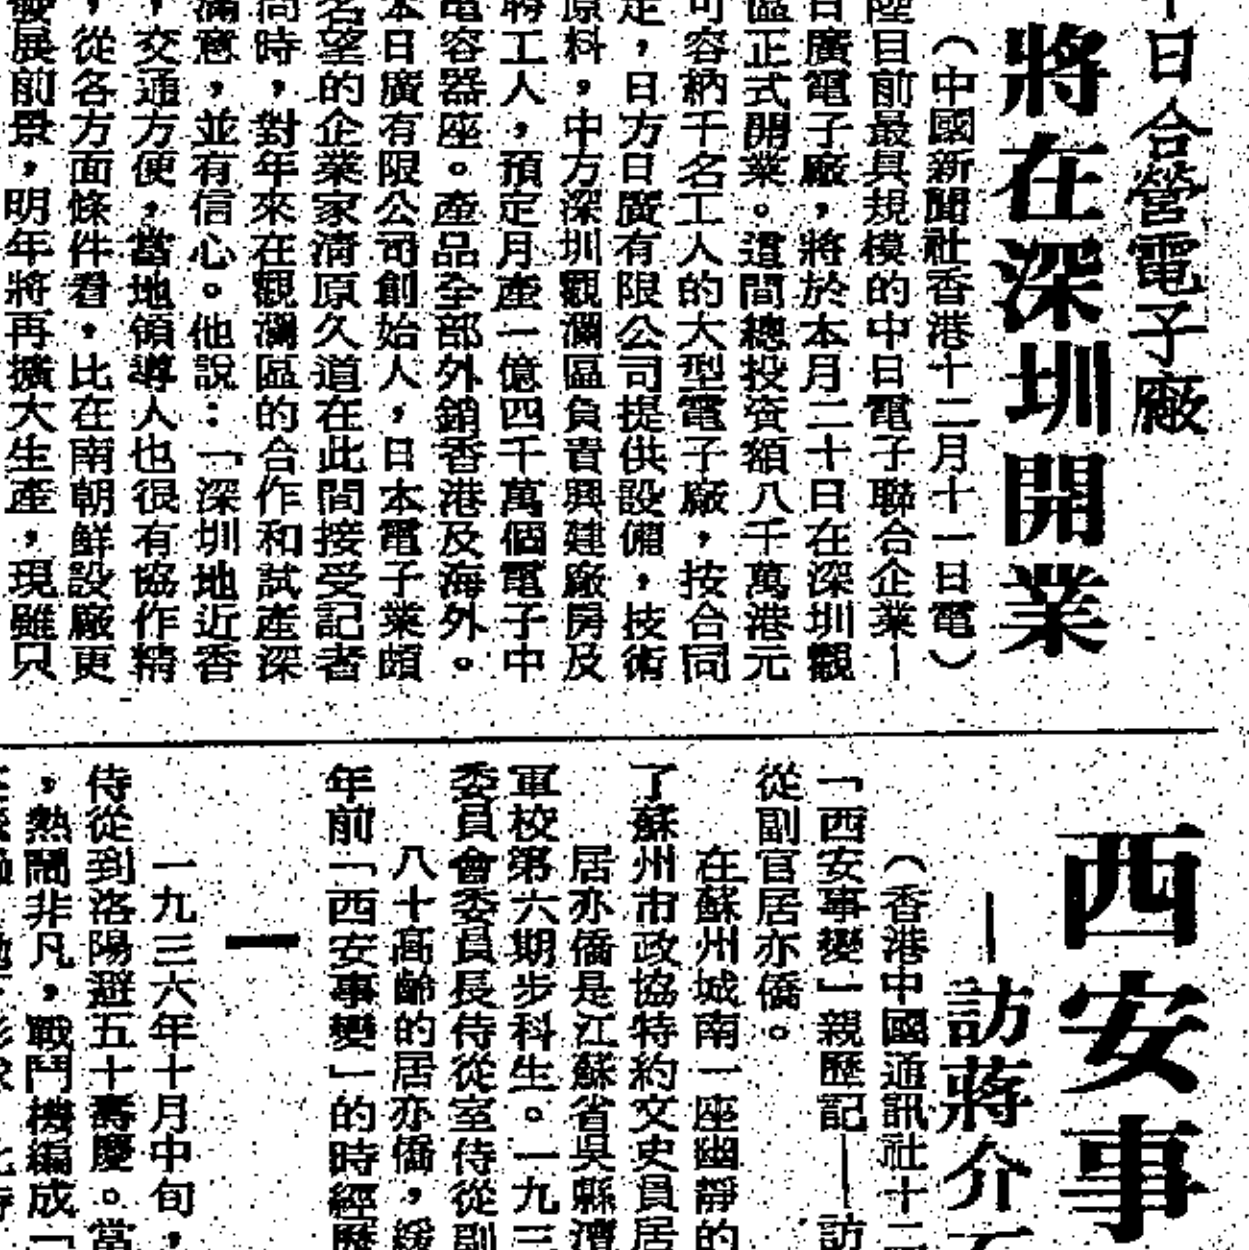 日合營電子廠
將在深圳開業
（中國新聞社香港十二月十一日電）
陸目前最具規模的中日電子聯合企業—
日廣電子廠，將於本月二十日在深圳觀
區正式開業。這間總投資額八千萬港元
可容納千名工人的大型電子廠，按合同
定，日方日廣有限公司提供設備，技術
原料，中方深圳觀瀾區負責興建廠房及
聘工人，預定月產一億四千萬個電子中
電容器座。產品全部外銷香港及海外。
本日廣有限公司創始人，日本電子業頗
名望的企業家淸原久道在此間接受記者
問時，對年來在觀瀾區的合作和試產深
滿意，並有信心。他說：「深圳地近香
，交通方便，當地領導人也很有協作精
，從各方面條件看，比在南朝鮮設廠更
發展前景，明年將再擴大生產，現雖只
西安事
—訪蔣介
（香港中國通訊社十二
「西安事變」親歷記—訪
從副官居亦僑。
在蘇州城南一座幽靜的
了蘇州市政協特約文史員居
居亦僑是江蘇省吳縣
軍校第六期步科生。一九三
委員會委員長侍從室侍從副
八十高齡的居亦僑，緩
年前「西安事變」的時經歷
一
一九三六年十月中旬，
侍從到洛陽避五十壽慶。當
，熱鬧非凡，戰鬥機編成「